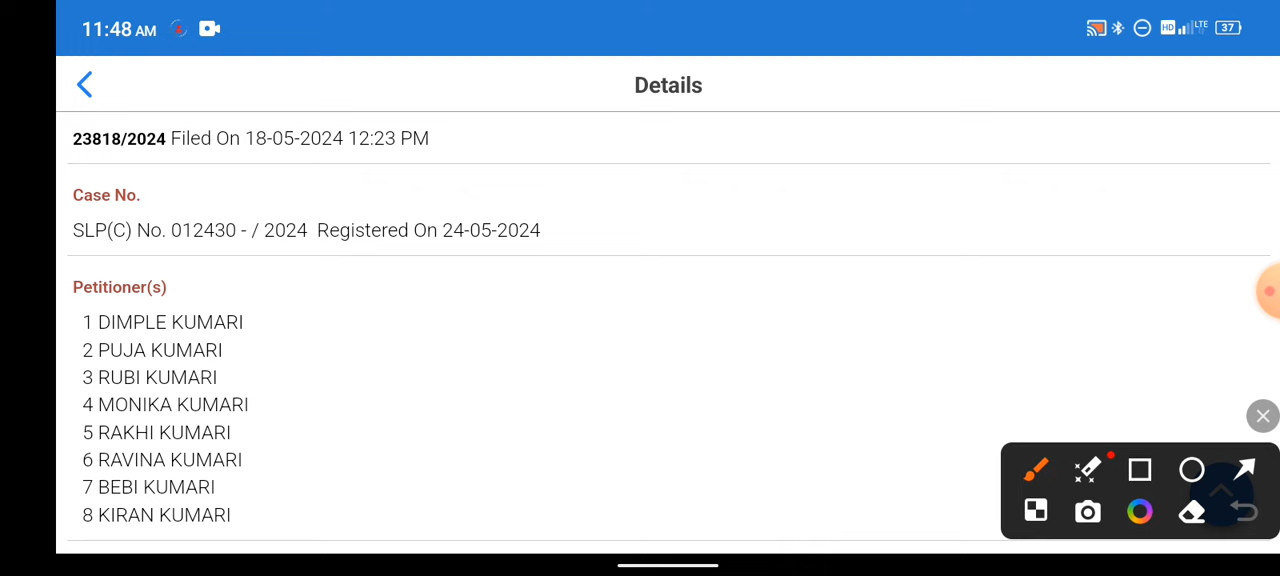 11:48 AM
HD LTE 37
Details
23818/2024 Filed On 18-05-2024 12:23 PM
Case No.
SLP(C) No. 012430 - / 2024 Registered On 24-05-2024
Petitioner(s)
1 DIMPLE KUMARI
2 PUJA KUMARI
3 RUBI KUMARI
4 MONIKA KUMARI
5 RAKHI KUMARI
6 RAVINA KUMARI
7 BEBI KUMARI
8 KIRAN KUMARI